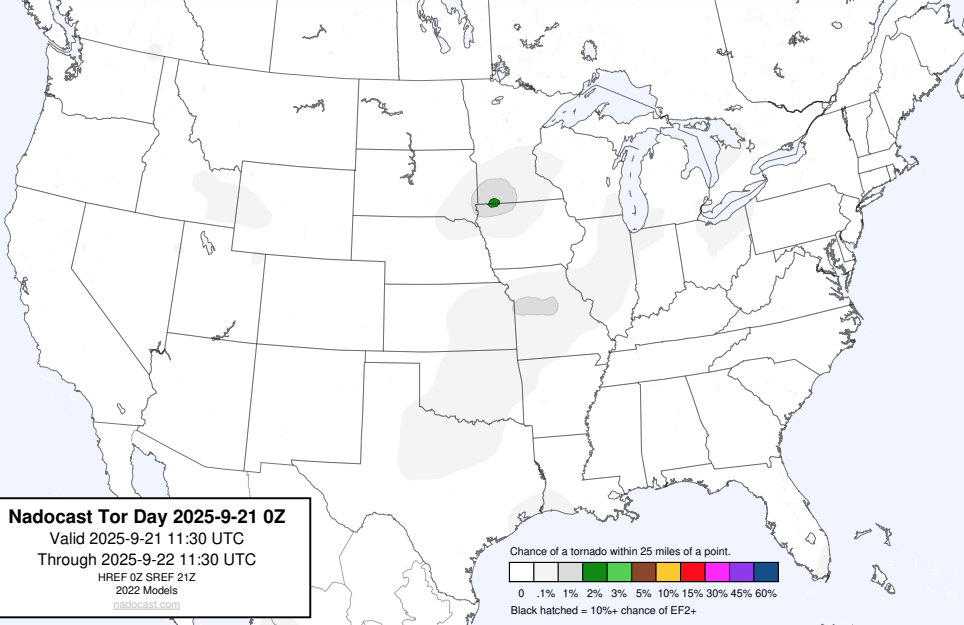 Nadocast Tor Day 2025-9-21 0Z
Valid 2025-9-21 11:30 UTC
Through 2025-9-22 11:30 UTC
HREF 0Z SREF 21Z
2022 Models
nadocast.com
Chance of a tornado within 25 miles of a point.
0 .1% 1% 2% 3% 5% 10% 15% 30% 45% 60%
Black hatched = 10%+ chance of EF2+